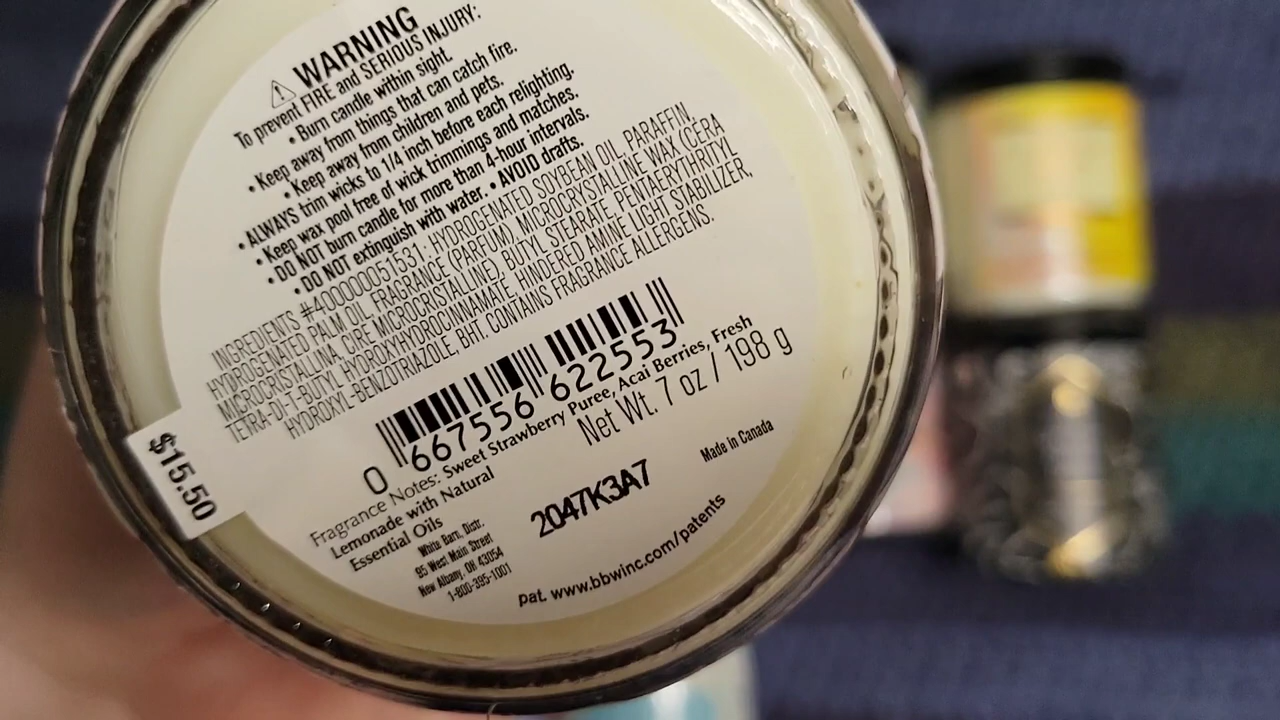 ⚠ WARNING
To prevent FIRE and SERIOUS INJURY:
• Burn candle within sight.
• Keep away from things that can catch fire.
• Keep away from children and pets.
• ALWAYS trim wicks to 1/4 inch before each relighting.
• Keep wax pool free of wick trimmings and matches.
• DO NOT burn candle for more than 4-hour intervals.
• DO NOT extinguish with water. • AVOID drafts.
INGREDIENTS #400000051531: HYDROGENATED SOYBEAN OIL, PARAFFIN,
HYDROGENATED PALM OIL, FRAGRANCE (PARFUM), MICROCRYSTALLINE WAX (CERA
MICROCRISTALLINA, CIRE MICROCRISTALLINE), BUTYL STEARATE, PENTAERYTHRITYL
TETRA-DI-T-BUTYL HYDROXYHYDROCINNAMATE, HINDERED AMINE LIGHT STABILIZER,
HYDROXYL-BENZOTRIAZOLE, BHT. CONTAINS FRAGRANCE ALLERGENS.
0 667556 622553
Fragrance Notes: Sweet Strawberry Puree, Acai Berries, Fresh
Lemonade with Natural
Essential Oils
Net Wt. 7 oz / 198 g
$15.50
White Barn, Distr.
95 West Main Street
New Albany, OH 43054
1-800-395-1001
2047K3A7
Made in Canada
pat. www.bbwinc.com/patents